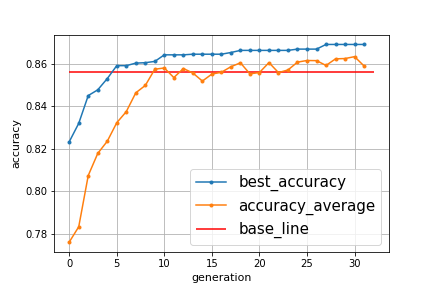 0.86
0.84
0.82
0.80
0.78
accuracy
best_accuracy
accuracy_average
base_line
0 5 10 15 20 25 30
generation